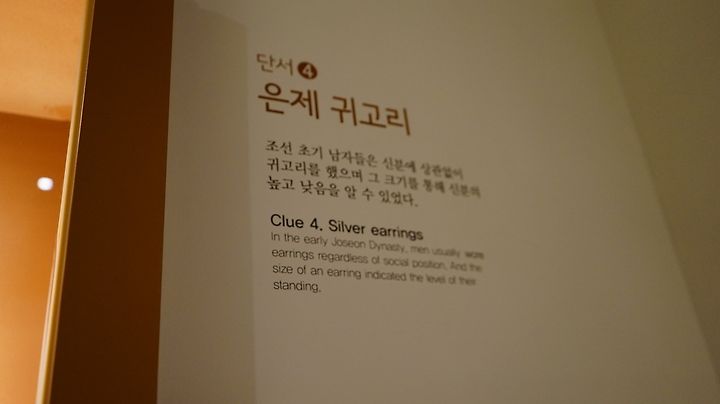 단서 4
은제 귀고리
조선 초기 남자들은 신분에 상관없이
귀고리를 했으며 그 크기를 통해 신분의
높고 낮음을 알 수 있었다.
Clue 4. Silver earrings
In the early Joseon Dynasty, men usually wore
earrings regardless of social position. And the
size of an earring indicated the level of their
standing.